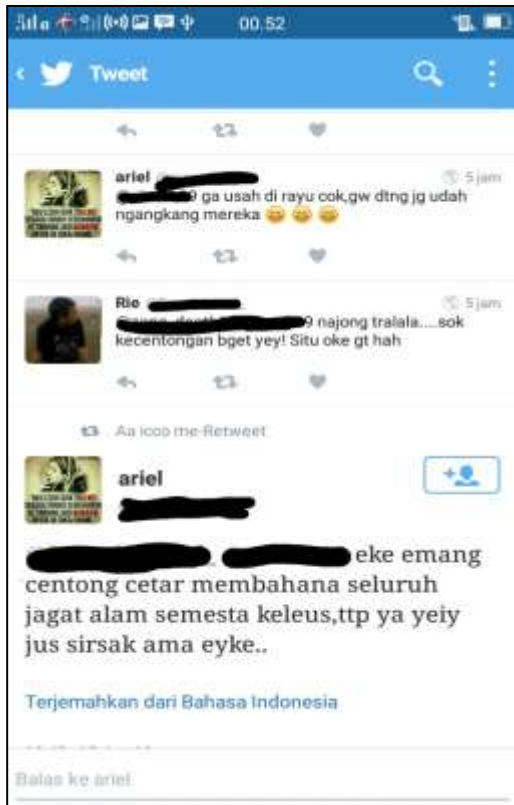 00.52
Tweet
ariel
5 jam
9 ga usah di rayu cok,gw dtng jg udah
ngangkang mereka
Rie
5 jam
9 najong tralala....sok
kecentongan bget yey! Situ oke gt hah
Aa icoo me-Retweet
ariel
eke emang
centong cetar membahana seluruh
jagat alam semesta keleus,ttp ya yeiy
jus sirsak ama eyke..
Terjemahkan dari Bahasa Indonesia
Balas ke ariel